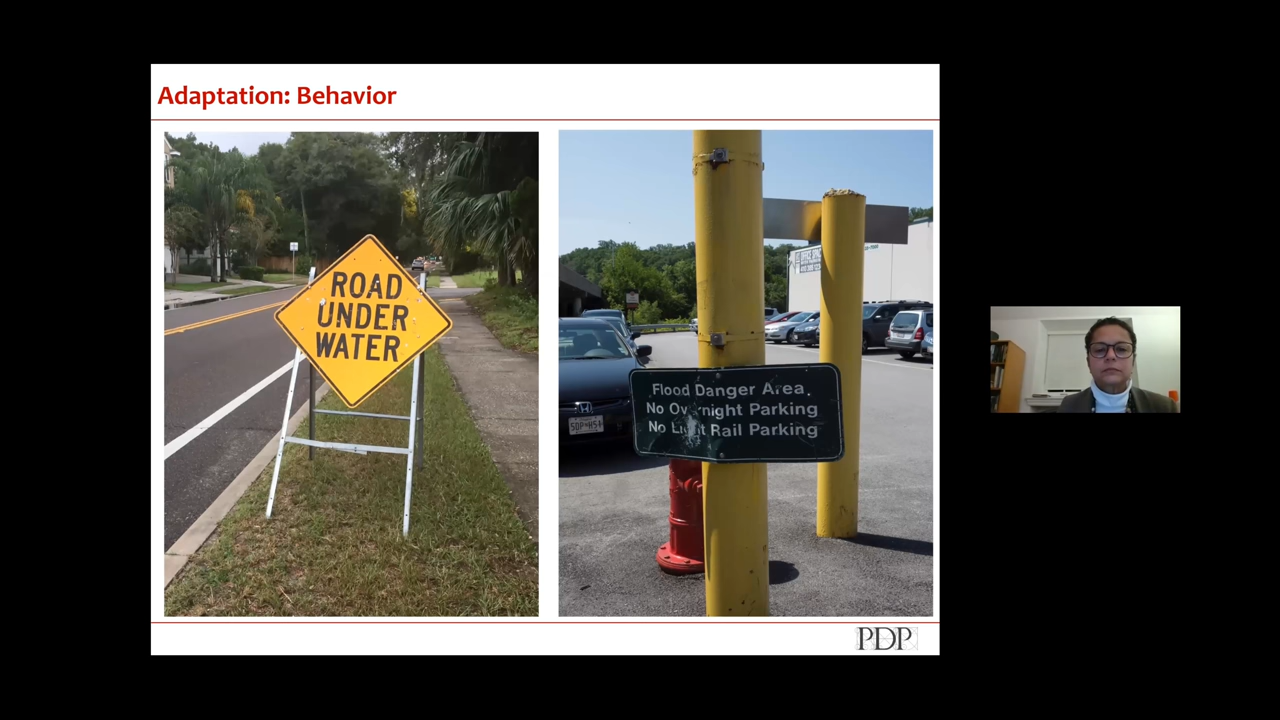 Adaptation: Behavior
ROAD
UNDER
WATER
Flood Danger Area
No Overnight Parking
No Light Rail Parking
PDP